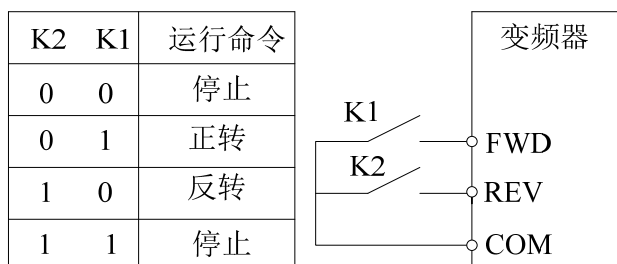 K2 K1 运行命令
0 0 停止
0 1 正转
1 0 反转
1 1 停止
变频器
K1
FWD
K2
REV
COM